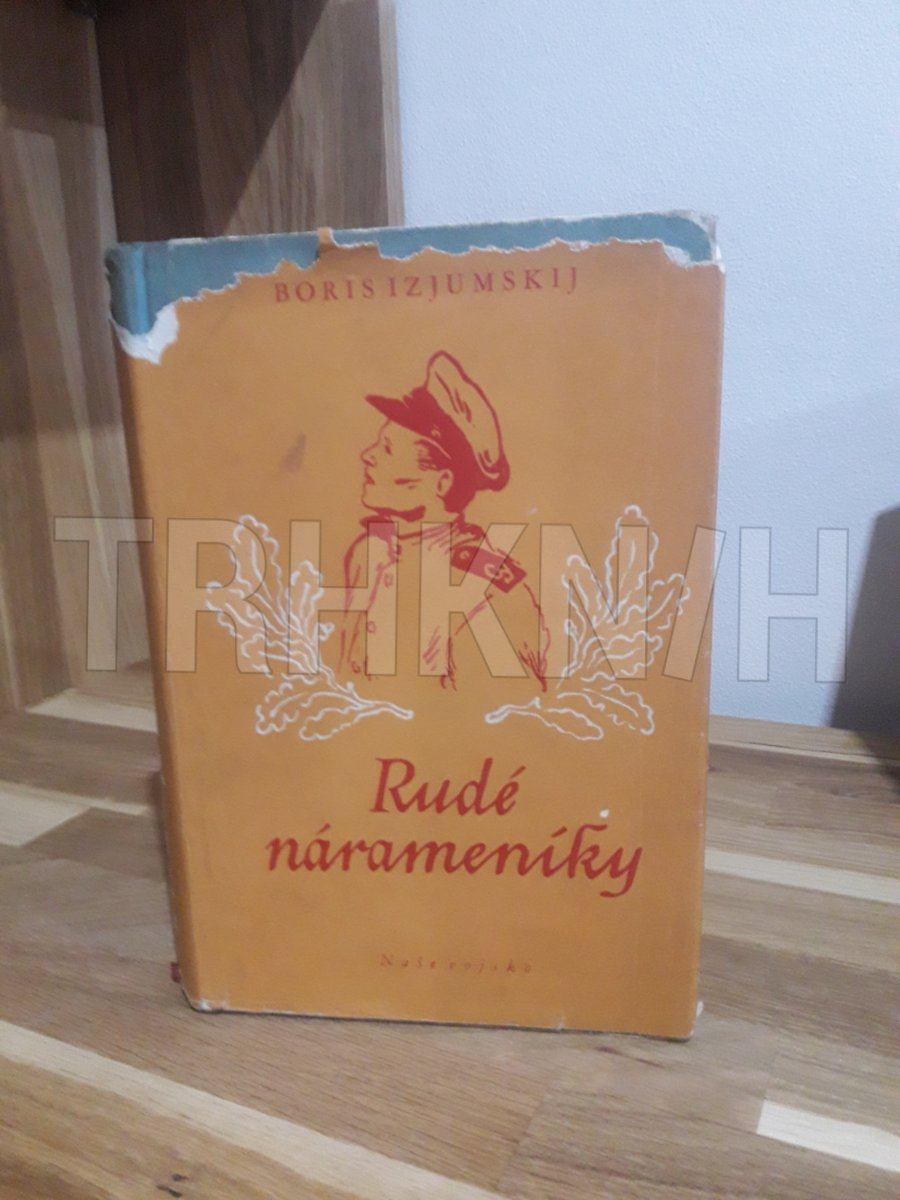 BORIS IZJUMSKIJ
TRHKNIH
Rudé
nárameníky
Naše vojsko